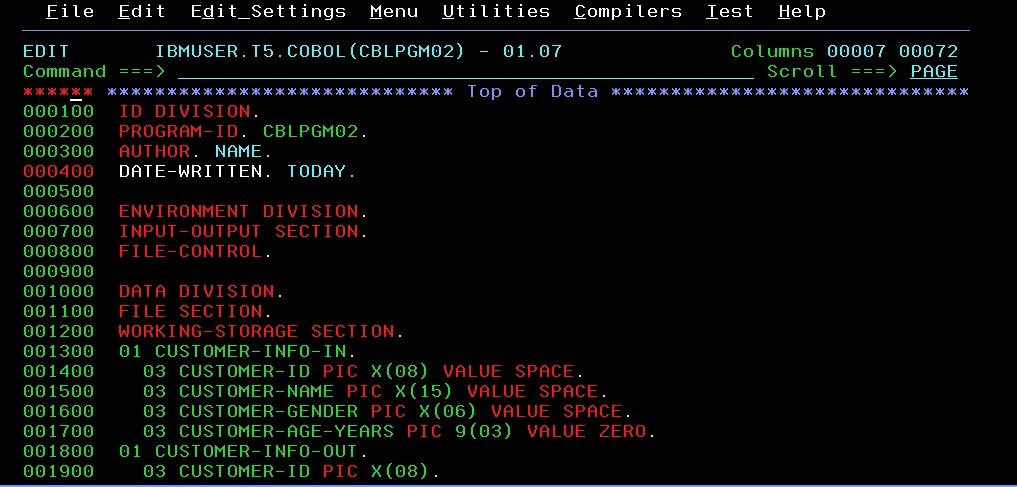 File  Edit  Edit_Settings  Menu  Utilities  Compilers  Test  Help
EDIT       IBMUSER.T5.COBOL(CBLPGM02) - 01.07              Columns 00007 00072
Command ===>                                                  Scroll ===> PAGE
****** ***************************** Top of Data ******************************
000100  ID DIVISION.
000200  PROGRAM-ID. CBLPGM02.
000300  AUTHOR. NAME.
000400  DATE-WRITTEN. TODAY.
000500
000600  ENVIRONMENT DIVISION.
000700  INPUT-OUTPUT SECTION.
000800  FILE-CONTROL.
000900
001000  DATA DIVISION.
001100  FILE SECTION.
001200  WORKING-STORAGE SECTION.
001300  01 CUSTOMER-INFO-IN.
001400    03 CUSTOMER-ID PIC X(08) VALUE SPACE.
001500    03 CUSTOMER-NAME PIC X(15) VALUE SPACE.
001600    03 CUSTOMER-GENDER PIC X(06) VALUE SPACE.
001700    03 CUSTOMER-AGE-YEARS PIC 9(03) VALUE ZERO.
001800  01 CUSTOMER-INFO-OUT.
001900    03 CUSTOMER-ID PIC X(08).